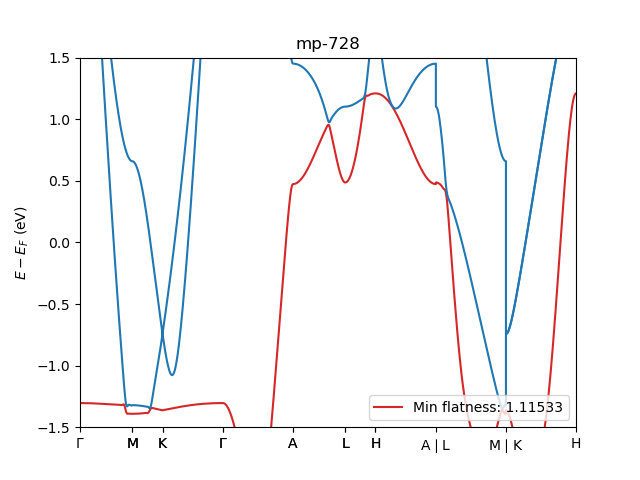 mp-728
1.5
1.0
0.5
0.0
−0.5
−1.0
−1.5
E − E_F (eV)
Min flatness: 1.11533
Γ M K Γ A L H A | L M | K H